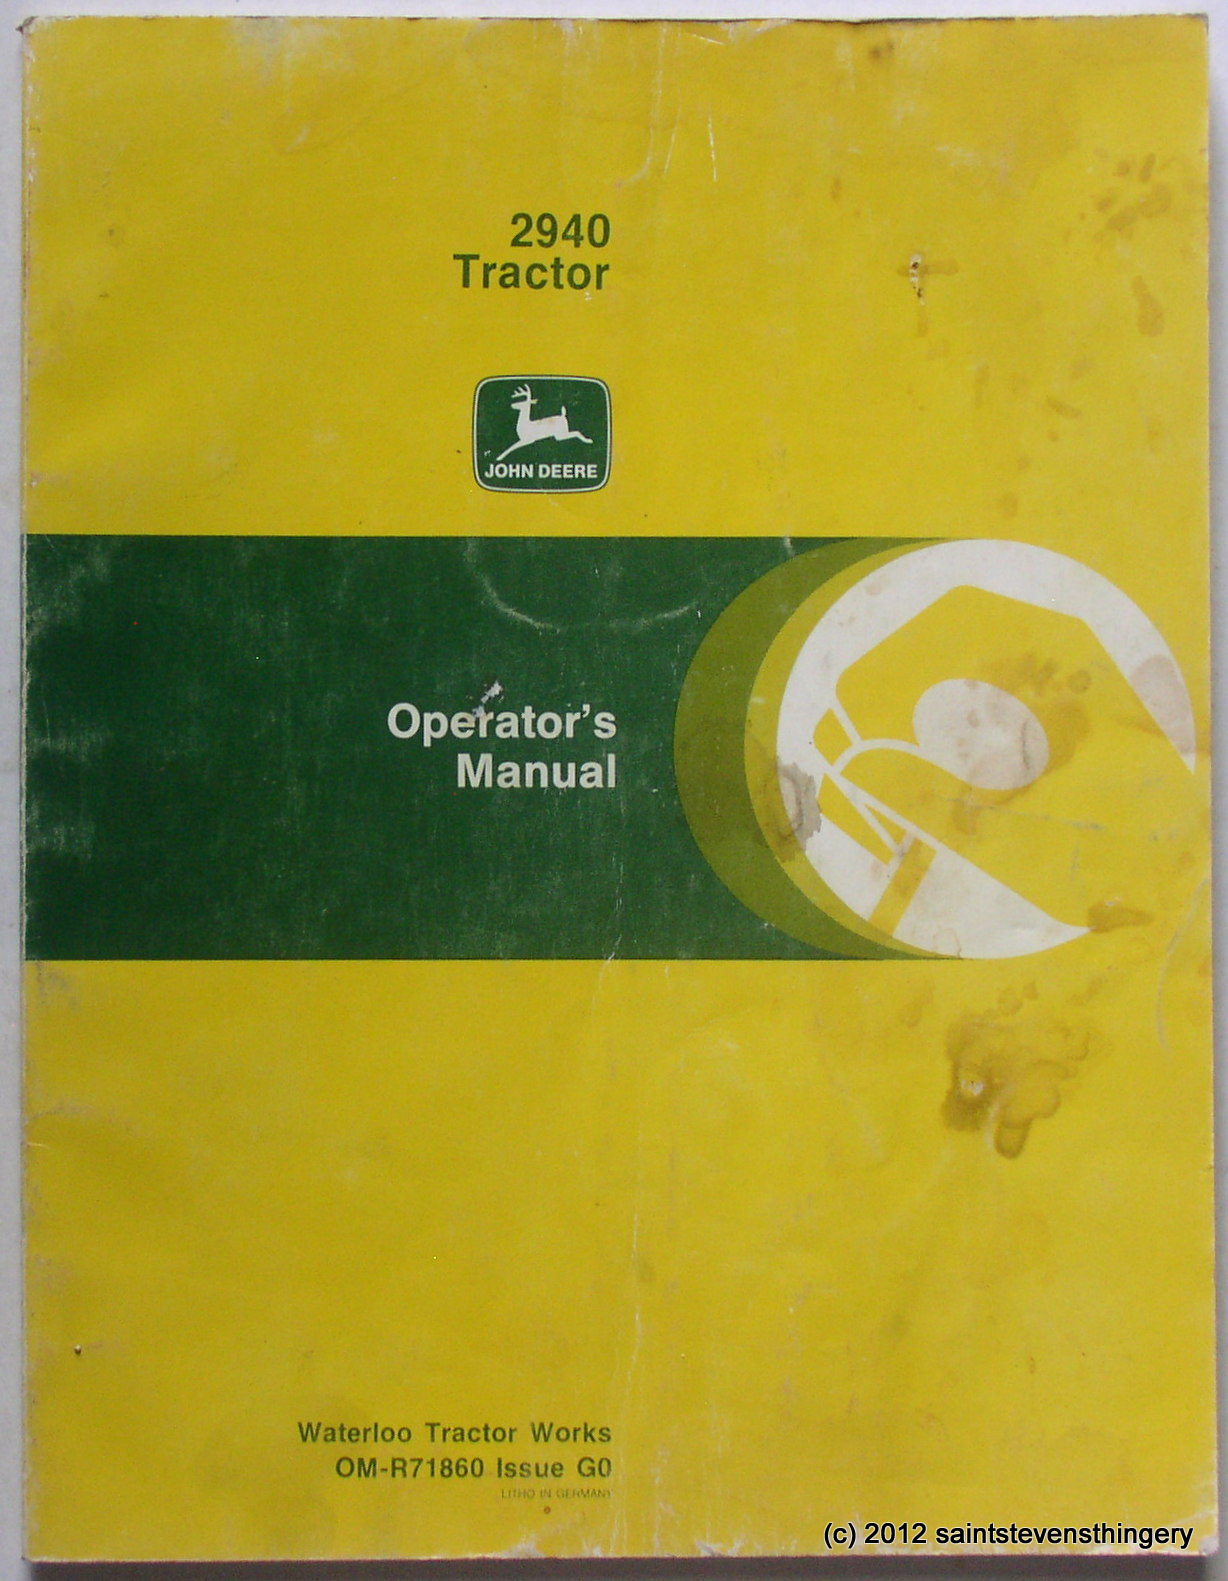 2940
Tractor
JOHN DEERE
Operator's
Manual
Waterloo Tractor Works
OM-R71860 Issue G0
LITHO IN GERMANY
(c) 2012 saintstevensthingery